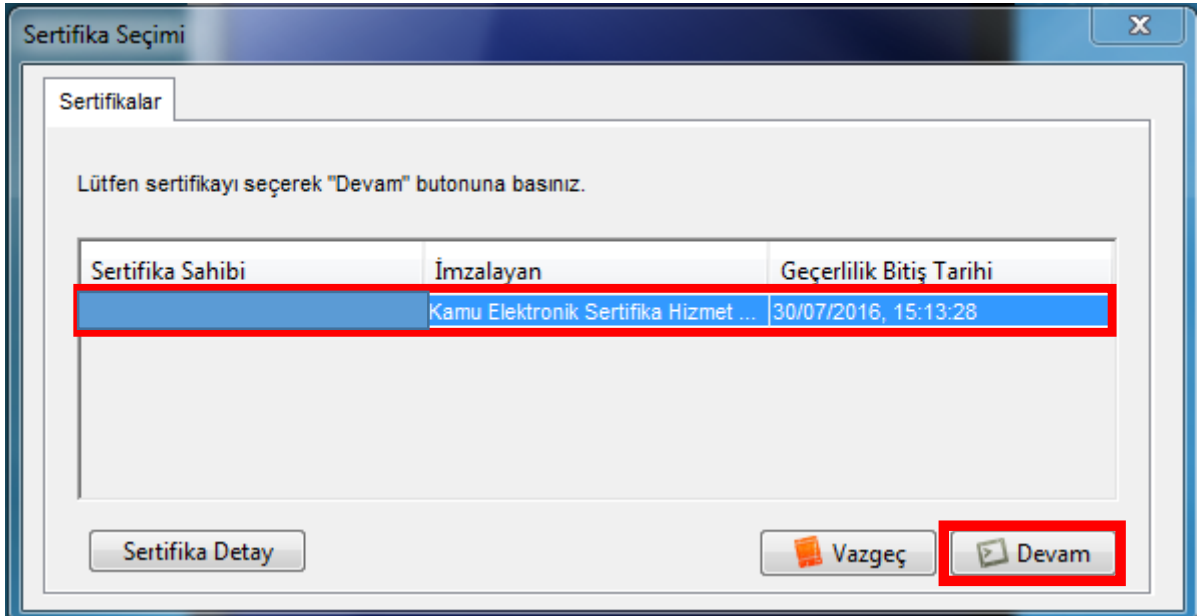 Sertifika Seçimi
Sertifikalar
Lütfen sertifikayı seçerek "Devam" butonuna basınız.
Sertifika Sahibi İmzalayan Geçerlilik Bitiş Tarihi
Kamu Elektronik Sertifika Hizmet ... 30/07/2016, 15:13:28
Sertifika Detay Vazgeç Devam